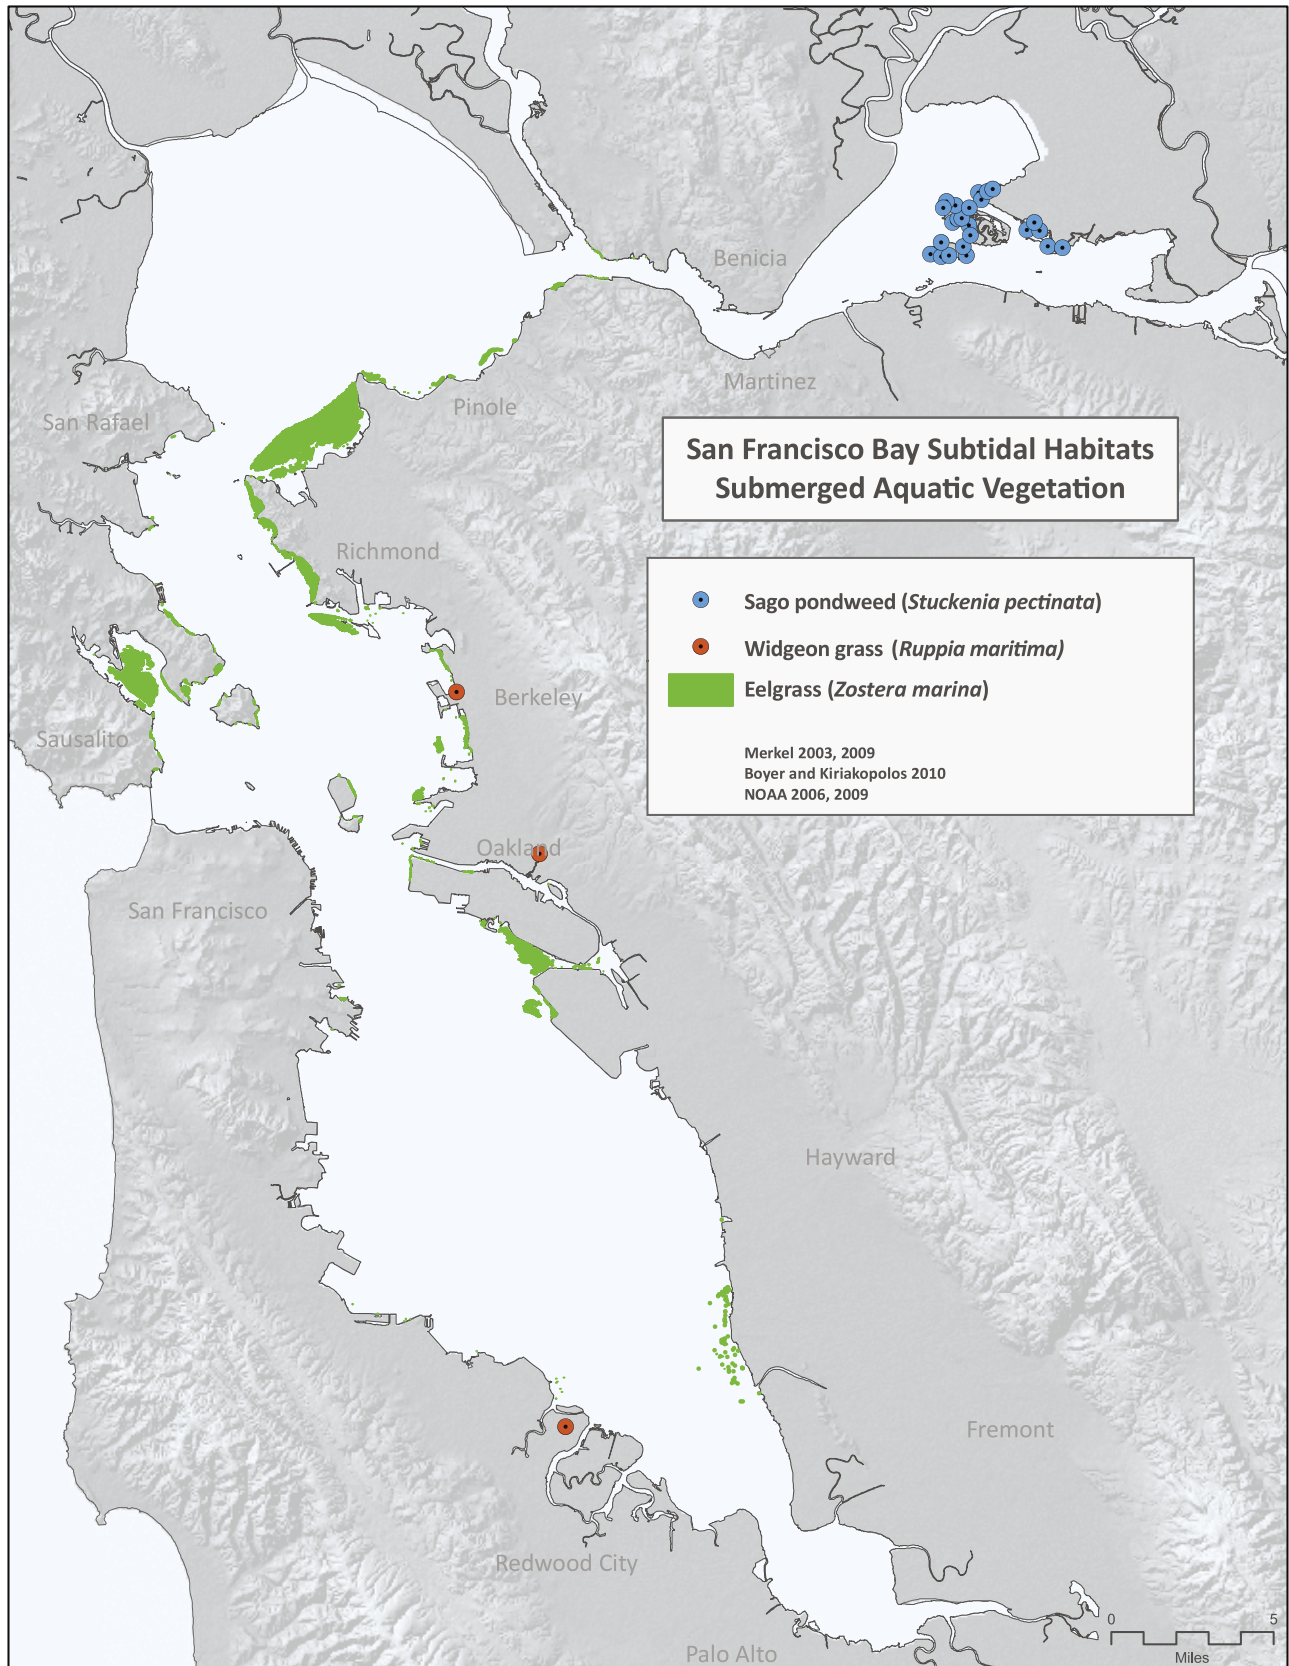 Benicia
Martinez
San Rafael
Pinole
San Francisco Bay Subtidal Habitats
Submerged Aquatic Vegetation
Richmond
Sago pondweed (Stuckenia pectinata)
Widgeon grass (Ruppia maritima)
Eelgrass (Zostera marina)
Berkeley
Sausalito
Merkel 2003, 2009
Boyer and Kiriakopolos 2010
NOAA 2006, 2009
Oakland
San Francisco
Hayward
Fremont
Redwood City
Palo Alto
0 5
Miles